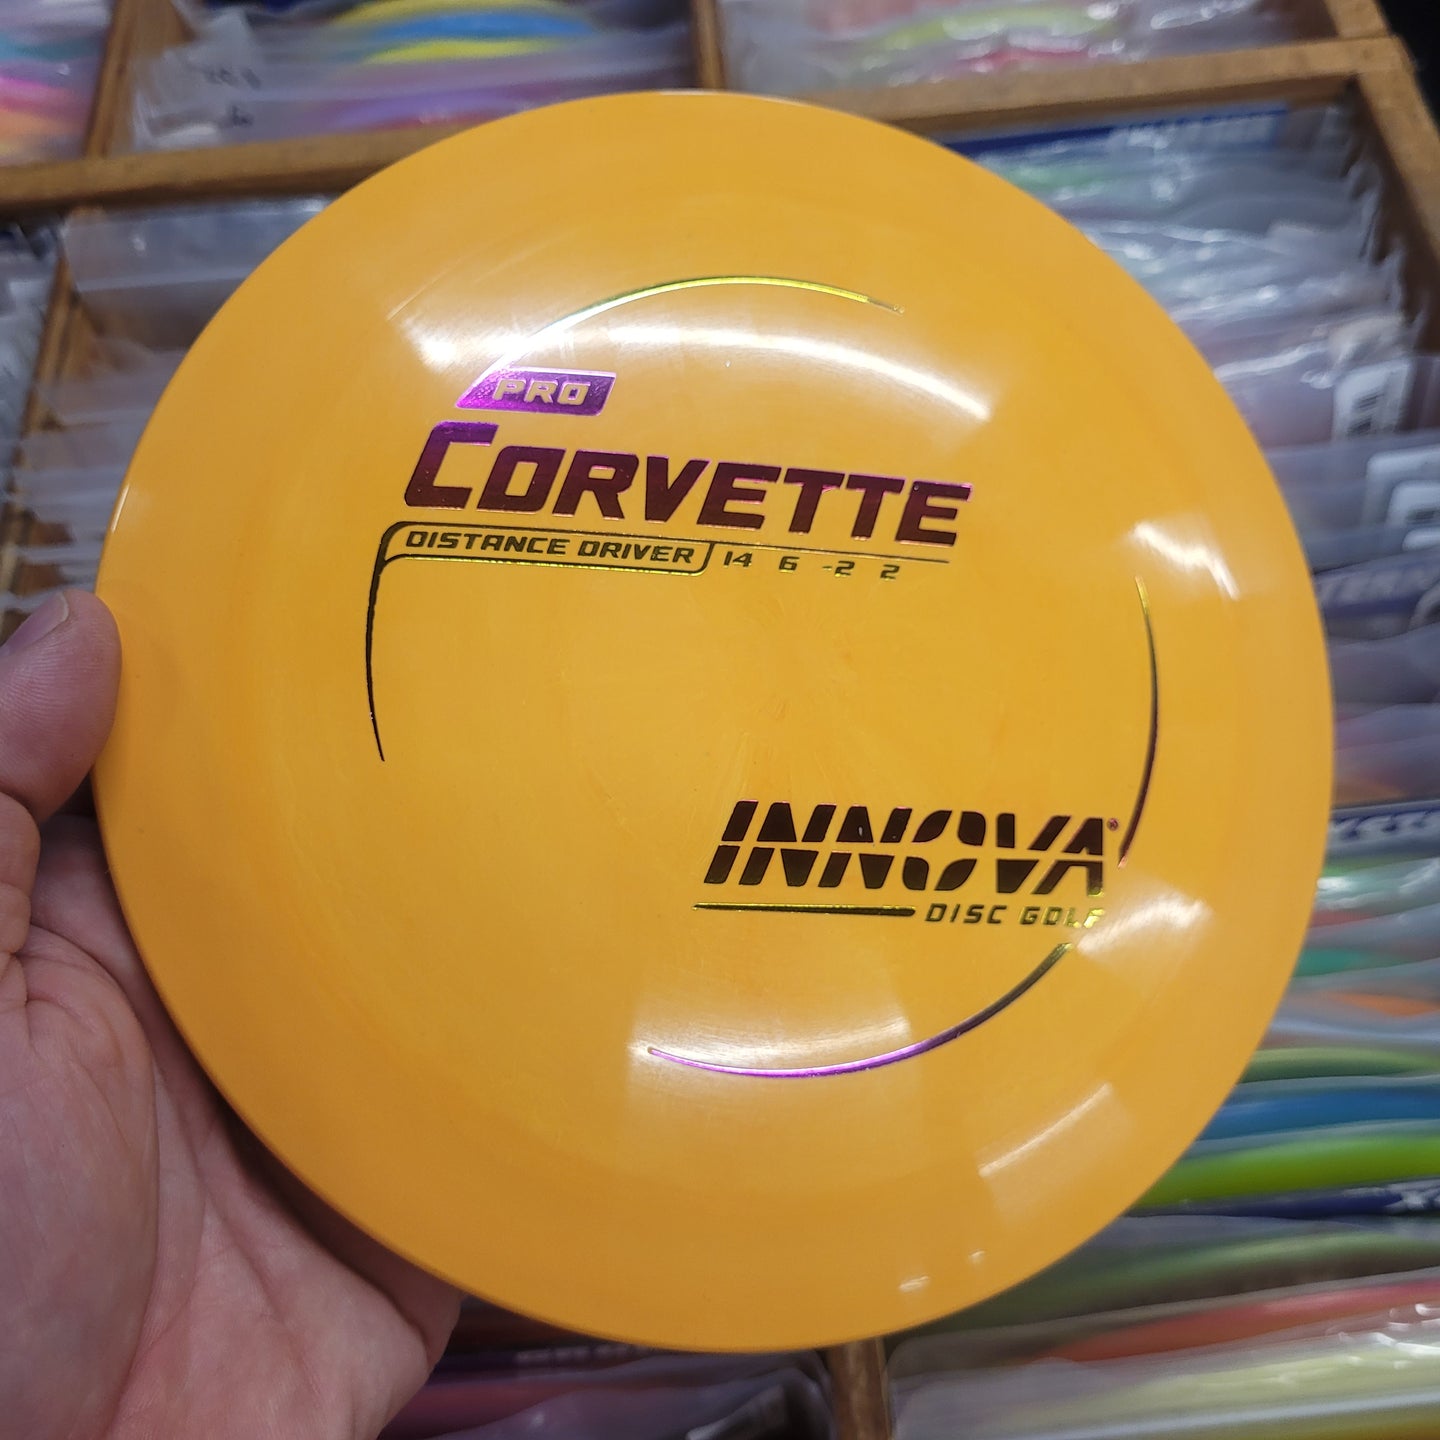 PRO
CORVETTE
DISTANCE DRIVER 14 6 -2 2
INNOVA®
DISC GOLF